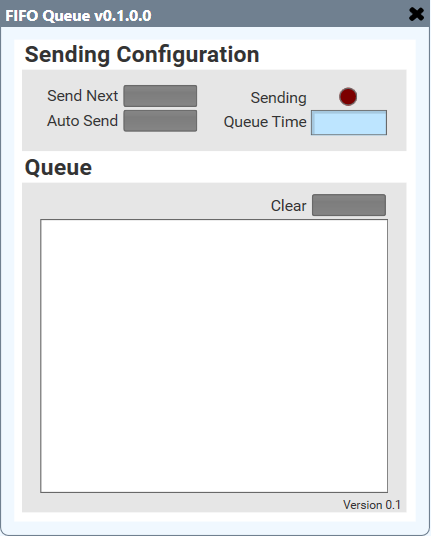 FIFO Queue v0.1.0.0
Sending Configuration
Send Next
Sending
Auto Send
Queue Time
Queue
Clear
Version 0.1